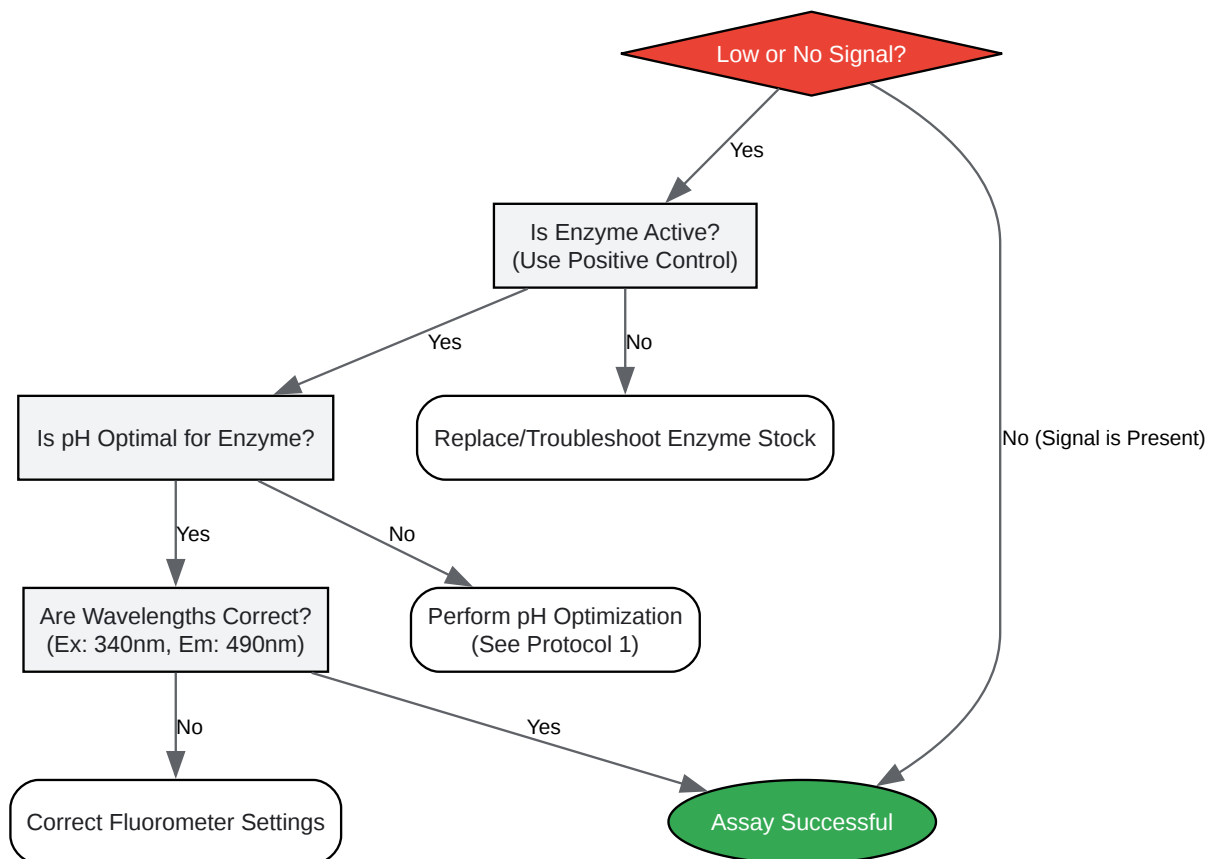 Low or No Signal?
Yes
Is Enzyme Active?
(Use Positive Control)
Yes
No
Is pH Optimal for Enzyme?
Replace/Troubleshoot Enzyme Stock
No (Signal is Present)
Yes
No
Are Wavelengths Correct?
(Ex: 340nm, Em: 490nm)
Perform pH Optimization
(See Protocol 1)
No
Yes
Correct Fluorometer Settings
Assay Successful